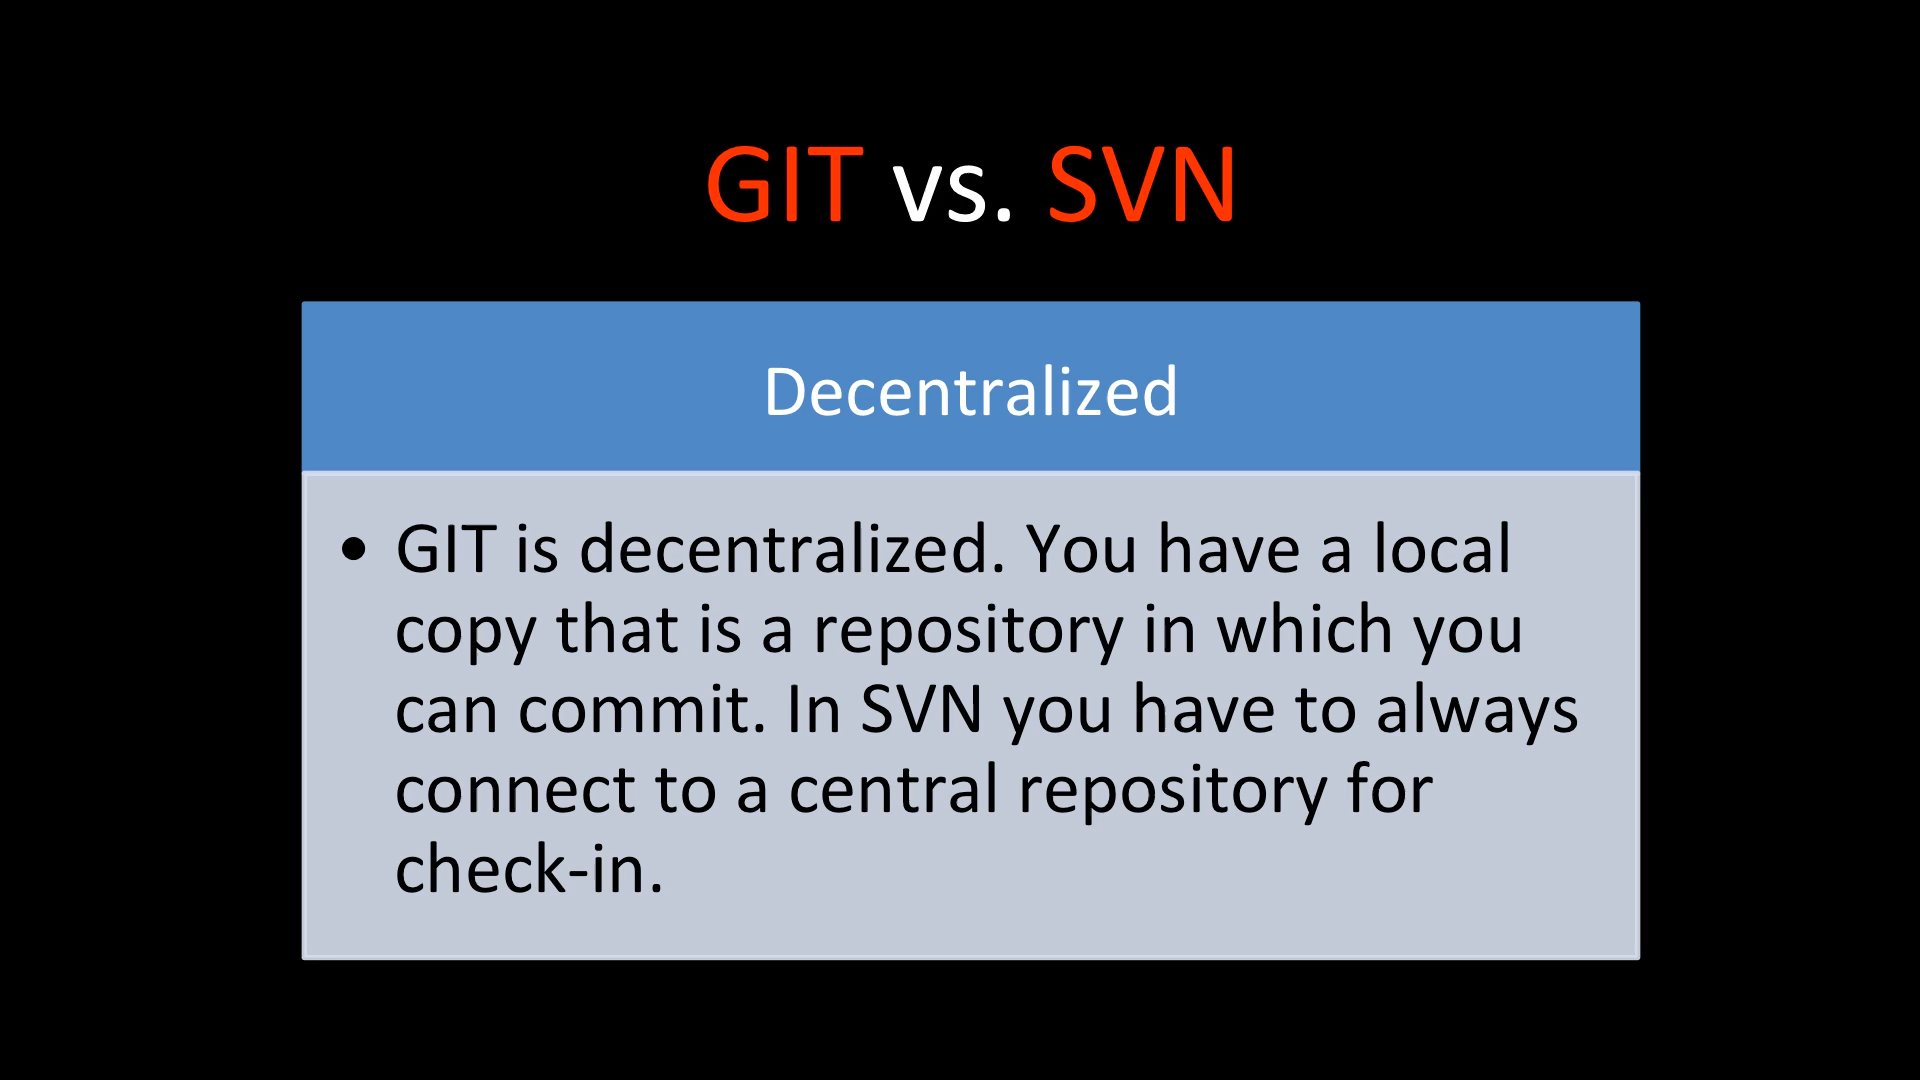 GIT vs. SVN
Decentralized
• GIT is decentralized. You have a local
copy that is a repository in which you
can commit. In SVN you have to always
connect to a central repository for
check-in.